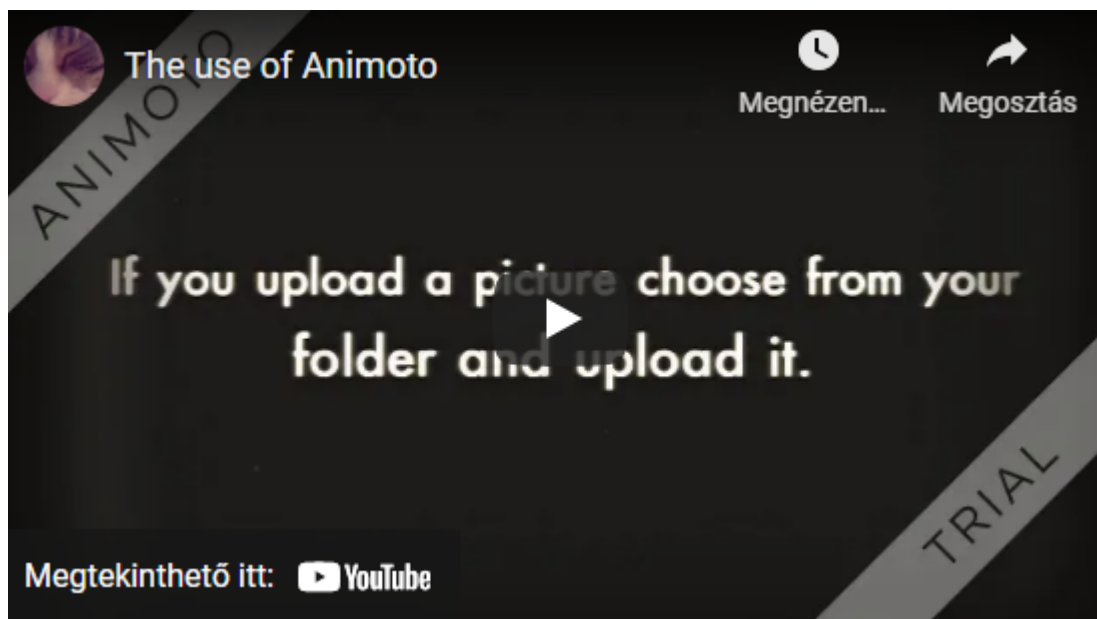 The use of Animoto
Megnézen...
Megosztás
ANIMOTO
If you upload a picture choose from your
folder and upload it.
TRIAL
Megtekinthető itt: YouTube